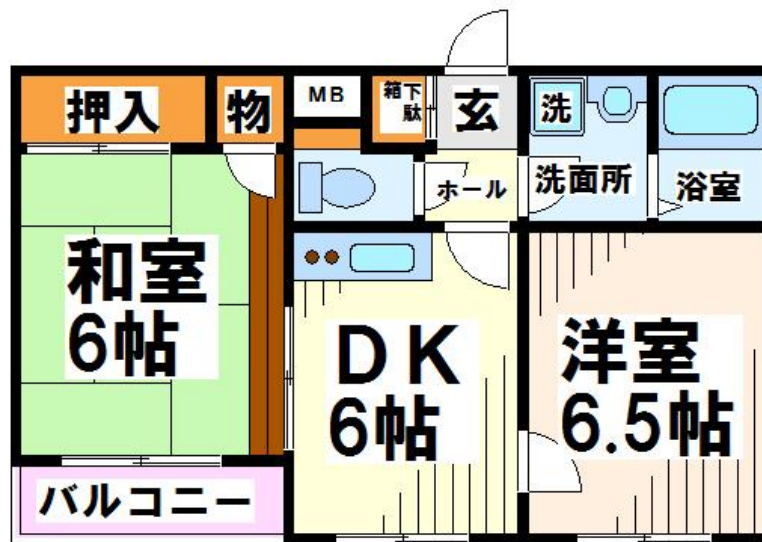 押入
物
MB
下駄箱
玄
洗
ホール
洗面所
浴室
和室
6帖
DK
6帖
洋室
6.5帖
バルコニー